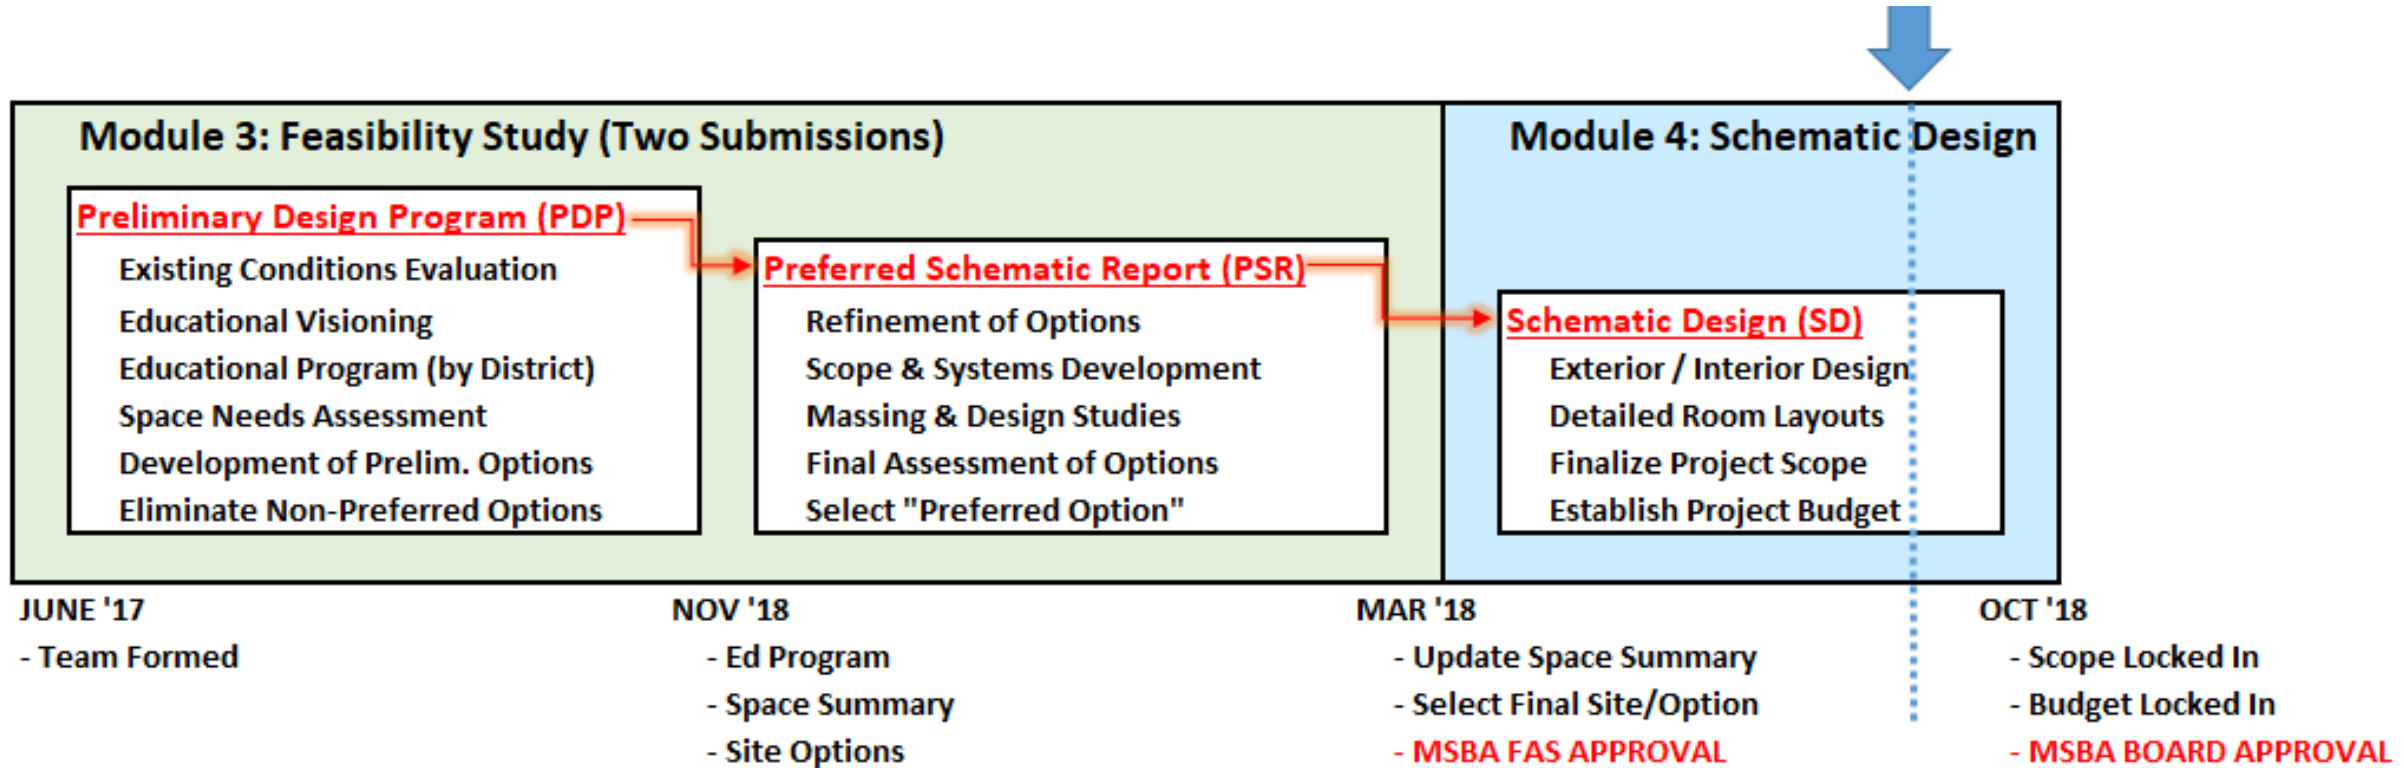 Module 3: Feasibility Study (Two Submissions)
Preliminary Design Program (PDP)
Existing Conditions Evaluation
Educational Visioning
Educational Program (by District)
Space Needs Assessment
Development of Prelim. Options
Eliminate Non-Preferred Options
Preferred Schematic Report (PSR)
Refinement of Options
Scope & Systems Development
Massing & Design Studies
Final Assessment of Options
Select "Preferred Option"
Module 4: Schematic Design
Schematic Design (SD)
Exterior / Interior Design
Detailed Room Layouts
Finalize Project Scope
Establish Project Budget
JUNE '17
- Team Formed
NOV '18
- Ed Program
- Space Summary
- Site Options
MAR '18
- Update Space Summary
- Select Final Site/Option
- MSBA FAS APPROVAL
OCT '18
- Scope Locked In
- Budget Locked In
- MSBA BOARD APPROVAL